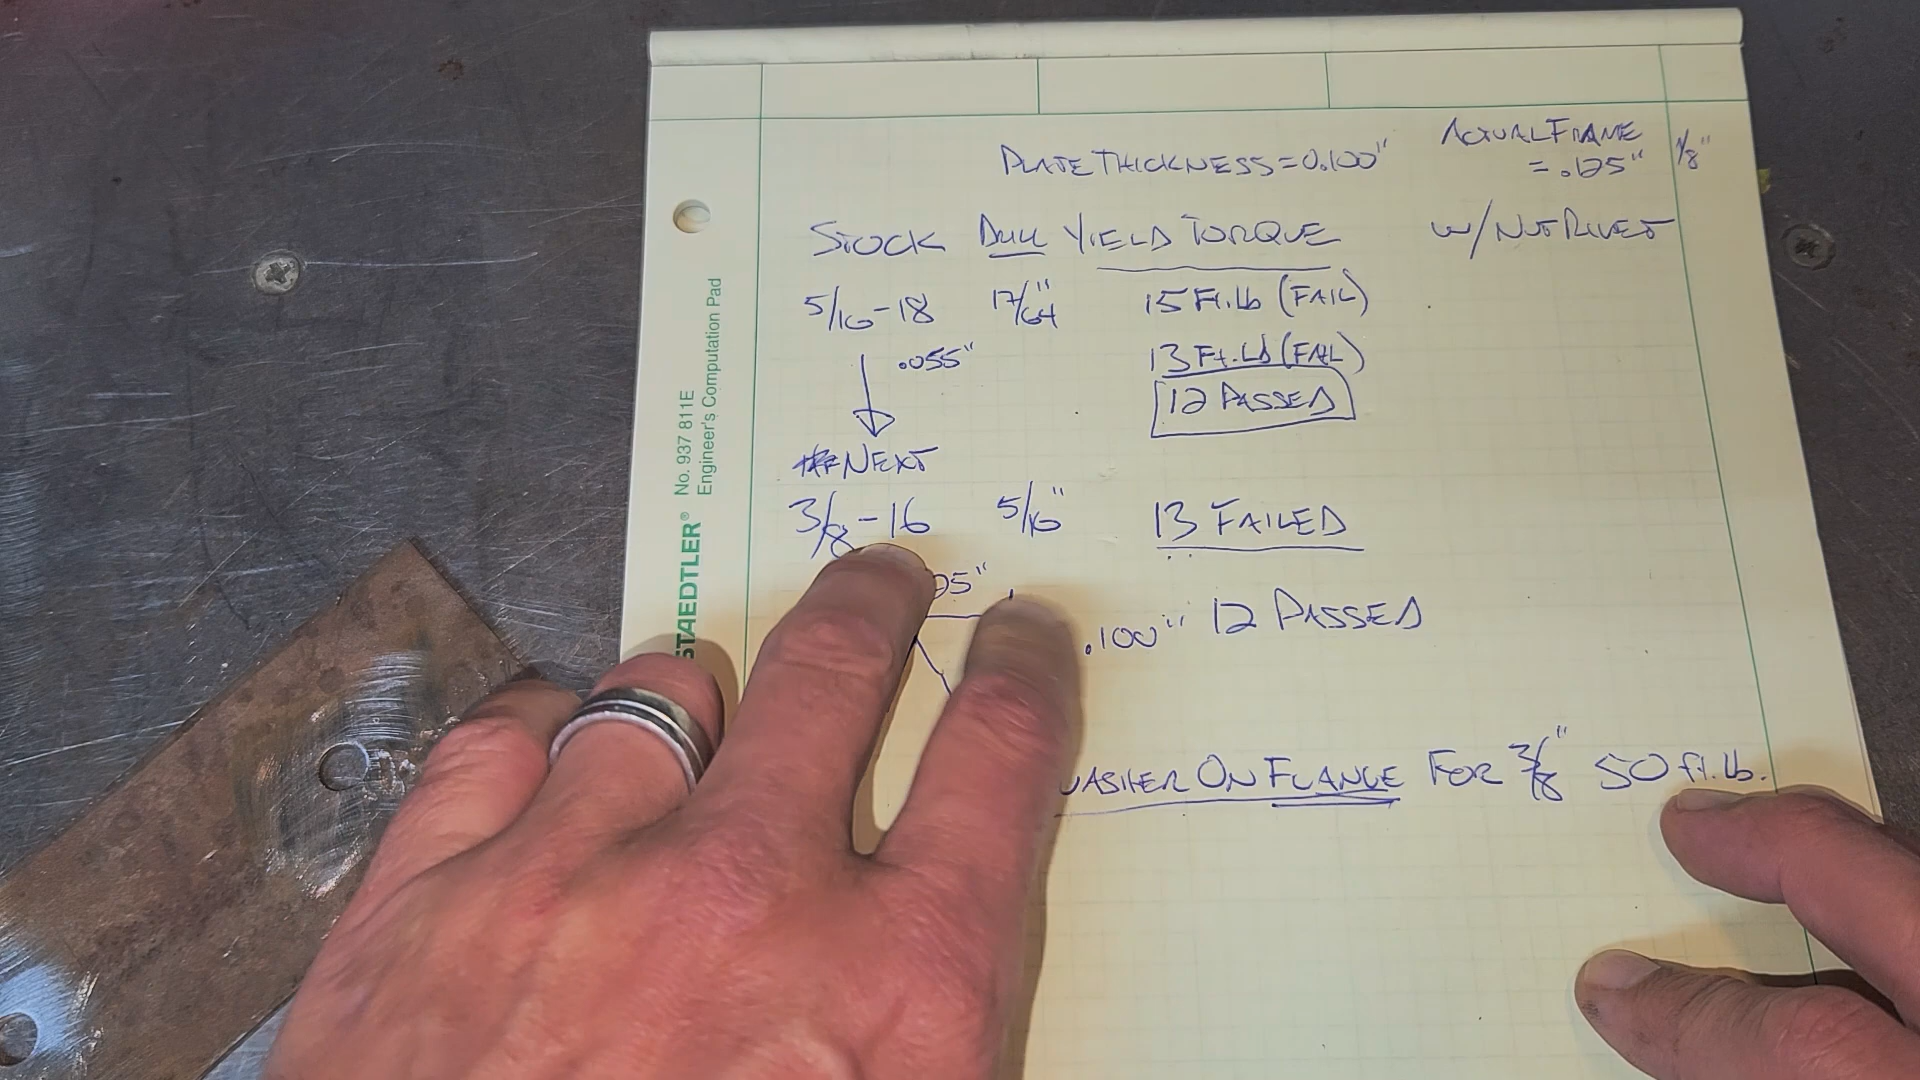 PLATE THICKNESS = 0.100"
ACTUAL FRAME
= .125" 1/8"
STOCK DRILL YIELD TORQUE W/ NUT RIVET
5/16-18 17/64" 15 Ft.lb (FAIL)
.055" 13 Ft.Lb (FAIL)
12 PASSED
NEXT
3/8-16 5/16" 13 FAILED
.100" 12 PASSED
ON FLANGE FOR 3/8" 50 ft.lb.
STAEDTLER® No. 937 811E
Engineer's Computation Pad